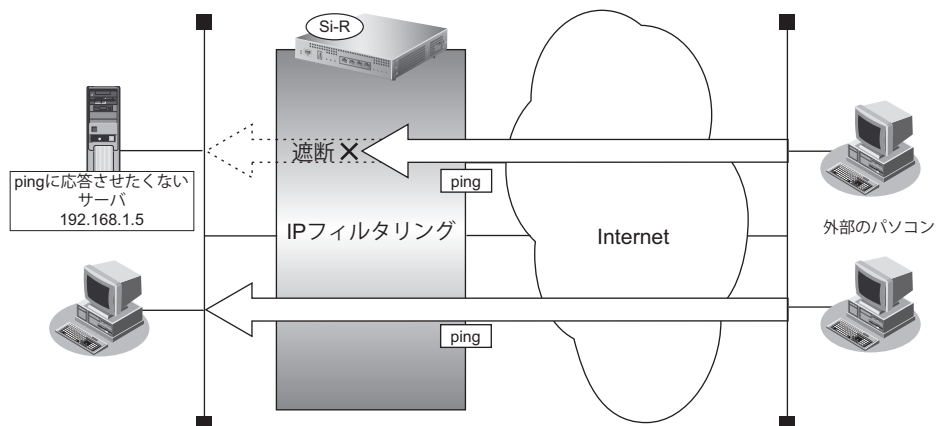 Si-R
遮断
ping
pingに応答させたくない
サーバ
192.168.1.5
IPフィルタリング
Internet
外部のパソコン
ping